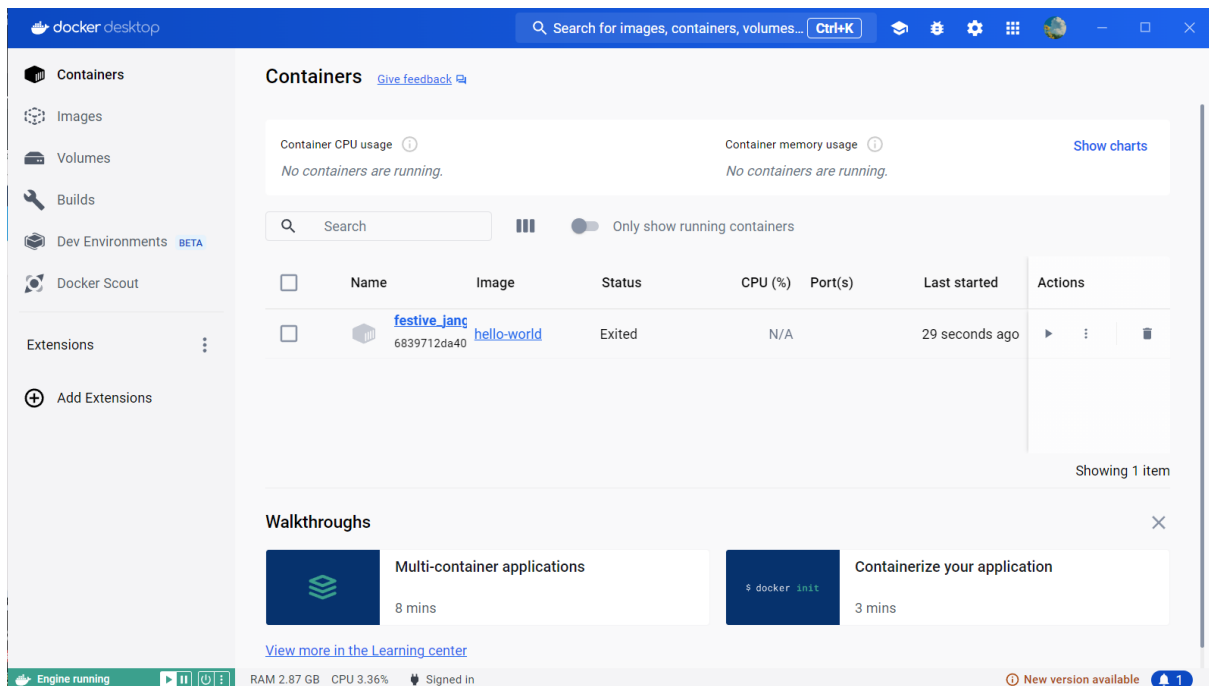 docker desktop
Search for images, containers, volumes... Ctrl+K
Containers
Images
Volumes
Builds
Dev Environments BETA
Docker Scout
Extensions
Add Extensions
Containers Give feedback
Container CPU usage
No containers are running.
Container memory usage
No containers are running.
Show charts
Search
Only show running containers
Name Image Status CPU (%) Port(s) Last started Actions
festive_jang
6839712da40
hello-world Exited N/A 29 seconds ago
Showing 1 item
Walkthroughs
Multi-container applications
8 mins
$ docker init
Containerize your application
3 mins
View more in the Learning center
Engine running RAM 2.87 GB CPU 3.36% Signed in New version available 1